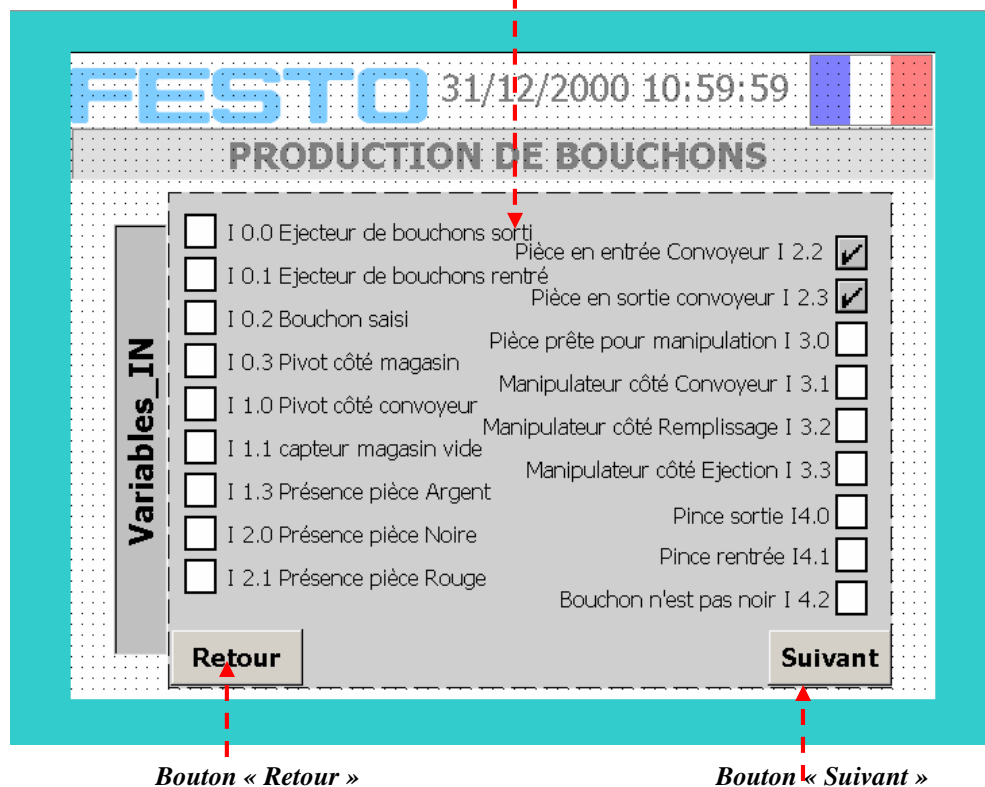 FESTO 31/12/2000 10:59:59
PRODUCTION DE BOUCHONS
Variables_IN
I 0.0 Ejecteur de bouchons sorti
I 0.1 Ejecteur de bouchons rentré
I 0.2 Bouchon saisi
I 0.3 Pivot côté magasin
I 1.0 Pivot côté convoyeur
I 1.1 capteur magasin vide
I 1.3 Présence pièce Argent
I 2.0 Présence pièce Noire
I 2.1 Présence pièce Rouge
Pièce en entrée Convoyeur I 2.2
Pièce en sortie convoyeur I 2.3
Pièce prête pour manipulation I 3.0
Manipulateur côté Convoyeur I 3.1
Manipulateur côté Remplissage I 3.2
Manipulateur côté Ejection I 3.3
Pince sortie I4.0
Pince rentrée I4.1
Bouchon n'est pas noir I 4.2
Retour
Suivant
Bouton « Retour »
Bouton « Suivant »